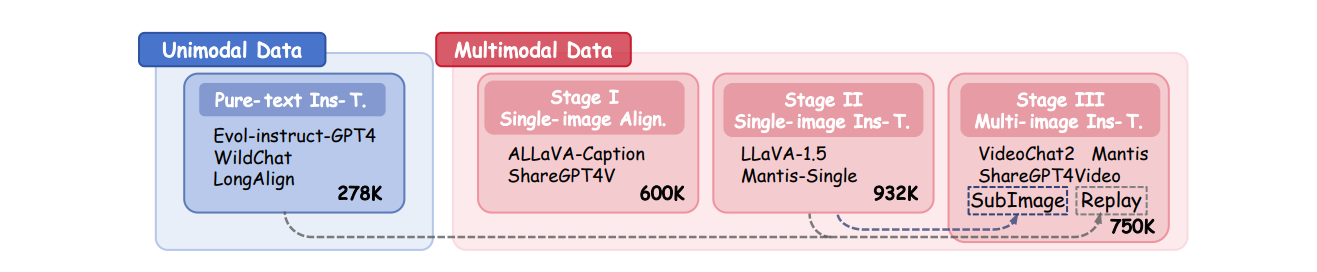 Unimodal Data
Pure-text Ins-T.
Evol-instruct-GPT4
WildChat
LongAlign
278K
Multimodal Data
Stage I
Single-image Align.
ALLaVA-Caption
ShareGPT4V
600K
Stage II
Single-image Ins-T.
LLaVA-1.5
Mantis-Single
932K
Stage III
Multi-image Ins-T.
VideoChat2 Mantis
ShareGPT4Video
SubImage Replay
750K